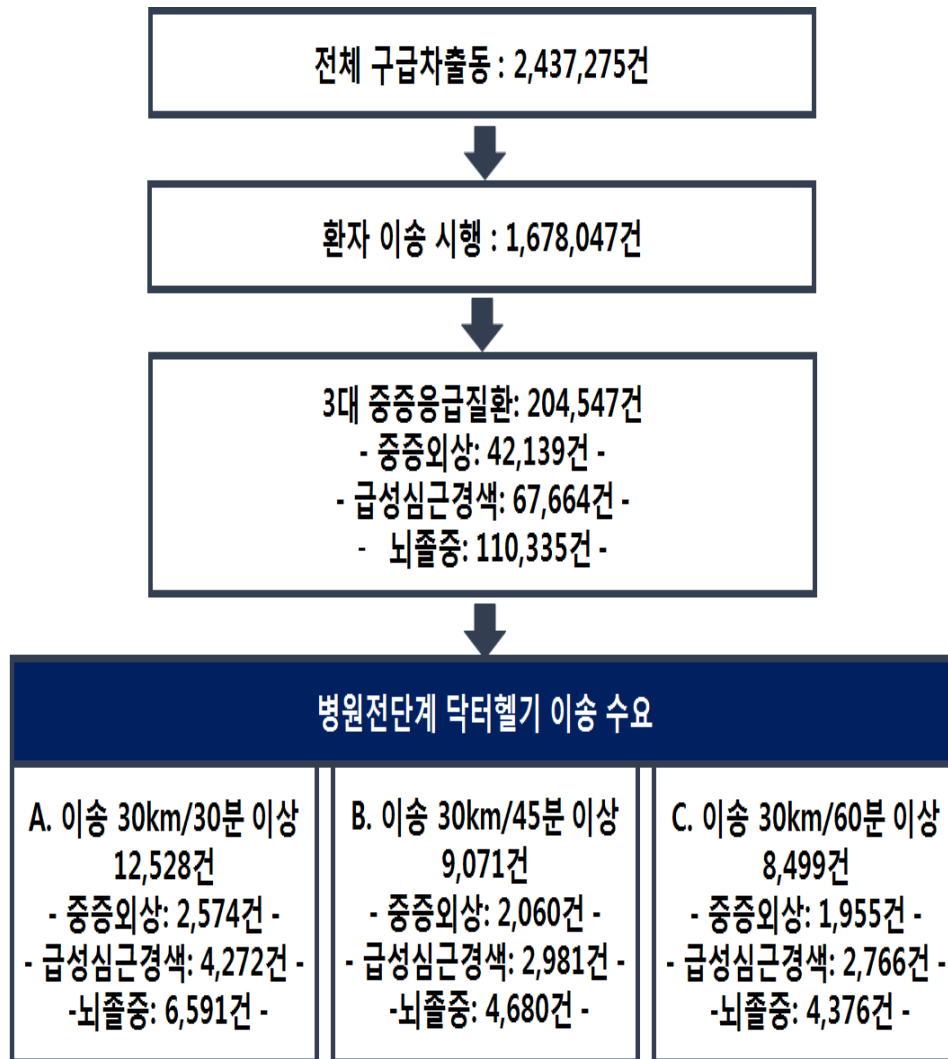 전체 구급차출동 : 2,437,275건
환자 이송 시행 : 1,678,047건
3대 중증응급질환: 204,547건
- 중증외상: 42,139건 -
- 급성심근경색: 67,664건 -
- 뇌졸중: 110,335건 -
병원전단계 닥터헬기 이송 수요
A. 이송 30km/30분 이상
12,528건
- 중증외상: 2,574건 -
- 급성심근경색: 4,272건 -
-뇌졸중: 6,591건 -
B. 이송 30km/45분 이상
9,071건
- 중증외상: 2,060건 -
- 급성심근경색: 2,981건 -
-뇌졸중: 4,680건 -
C. 이송 30km/60분 이상
8,499건
- 중증외상: 1,955건 -
- 급성심근경색: 2,766건 -
-뇌졸중: 4,376건 -